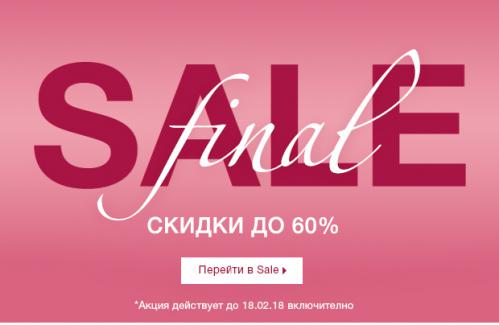 SALE
final
СКИДКИ ДО 60%
Перейти в Sale
*Акция действует до 18.02.18 включительно